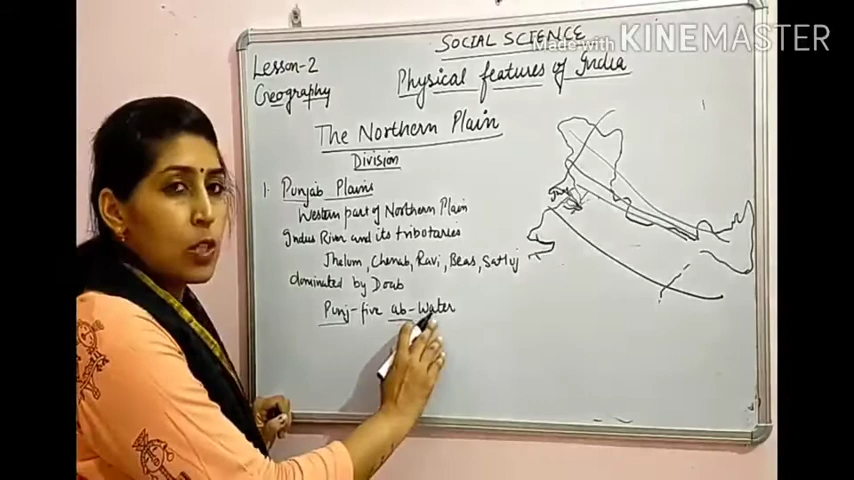 Made with KINEMASTER
SOCIAL SCIENCE
Lesson-2
Geography
Physical features of India
The Northern Plain
Division
1. Punjab Plains
Western part of Northern Plain
Indus River and its tribotaries
Jhelum, Chenab, Ravi, Beas, Satluj
dominated by Doab
Punj-five ab-water